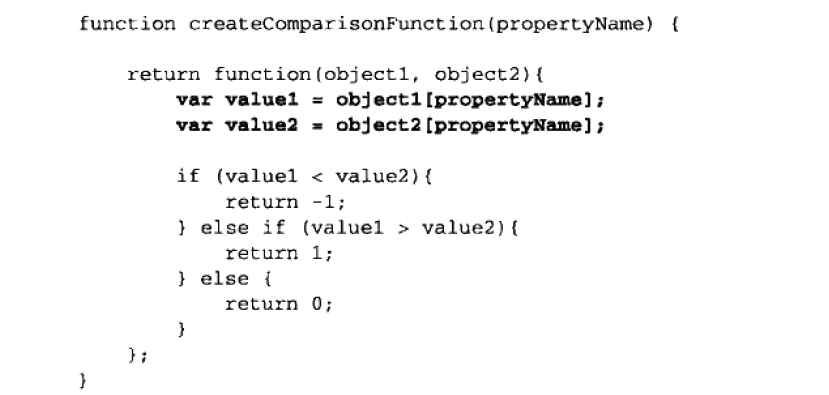 function createComparisonFunction(propertyName) {
return function(object1, object2){
var value1 = object1[propertyName];
var value2 = object2[propertyName];
if (value1 < value2){
return -1;
} else if (value1 > value2){
return 1;
} else {
return 0;
}
};
}